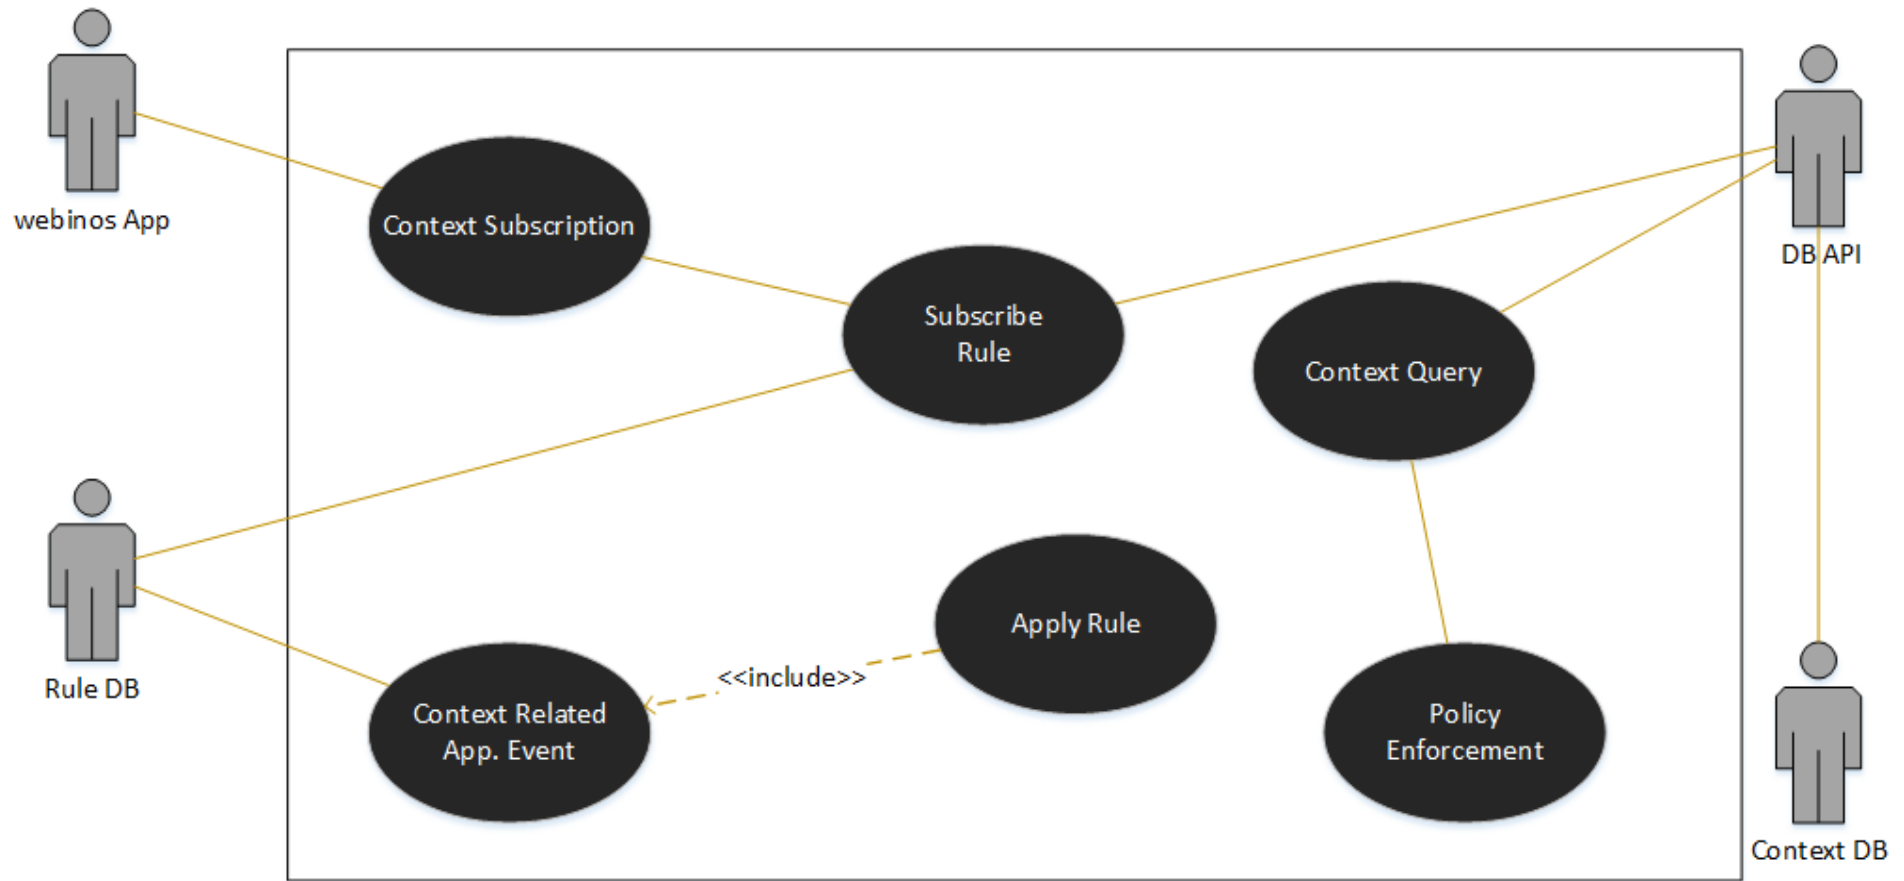 webinos App
Context Subscription
DB API
Subscribe
Rule
Context Query
Apply Rule
<<include>>
Rule DB
Context Related
App. Event
Policy
Enforcement
Context DB